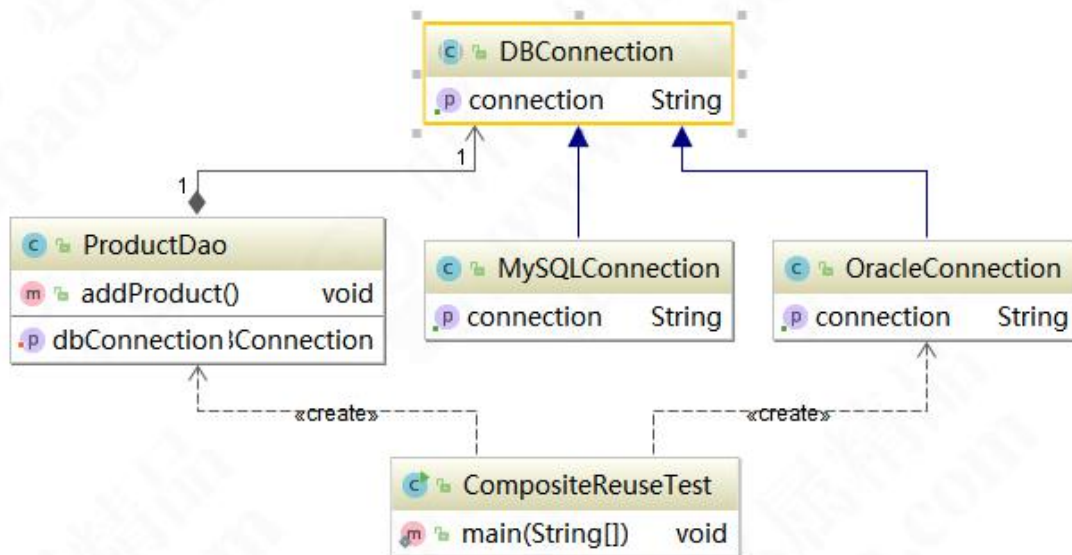 DBConnection
connection String
1
1
ProductDao
addProduct() void
dbConnection
MySQLConnection
connection String
OracleConnection
connection String
«create»
«create»
CompositeReuseTest
main(String[]) void